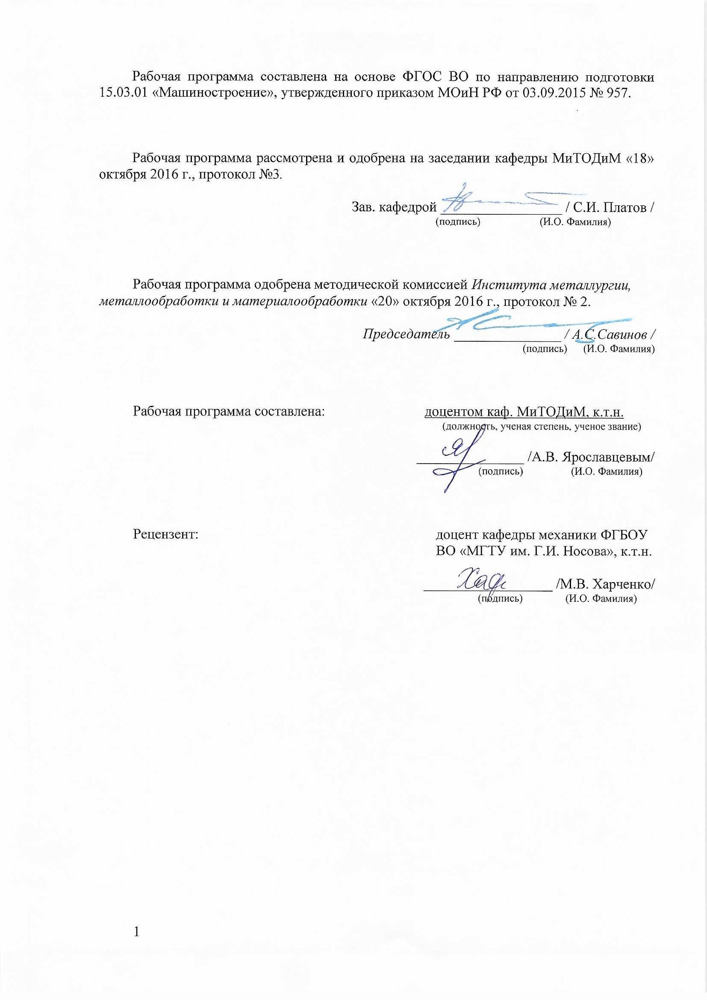 Рабочая программа составлена на основе ФГОС ВО по направлению подготовки
15.03.01 «Машиностроение», утвержденного приказом МОиН РФ от 03.09.2015 № 957.
Рабочая программа рассмотрена и одобрена на заседании кафедры МиТОДиМ «18»
октября 2016 г., протокол №3.
Зав. кафедрой / С.И. Платов /
(подпись) (И.О. Фамилия)
Рабочая программа одобрена методической комиссией Института металлургии,
металлообработки и материалообработки «20» октября 2016 г., протокол № 2.
Председатель / А.С.Савинов /
(подпись) (И.О. Фамилия)
Рабочая программа составлена: доцентом каф. МиТОДиМ, к.т.н.
(должность, ученая степень, ученое звание)
/А.В. Ярославцевым/
(подпись) (И.О. Фамилия)
Рецензент: доцент кафедры механики ФГБОУ
ВО «МГТУ им. Г.И. Носова», к.т.н.
/М.В. Харченко/
(подпись) (И.О. Фамилия)
1